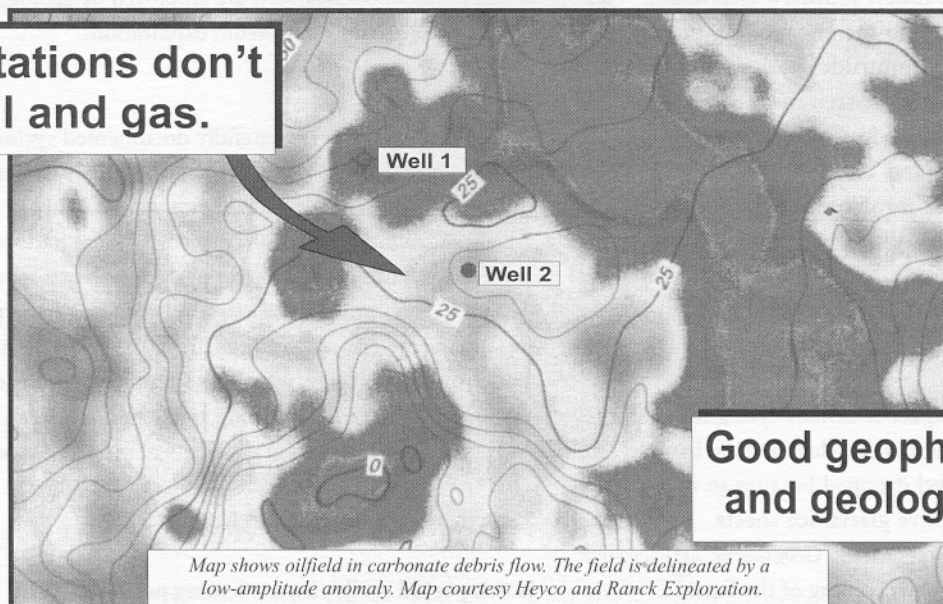 tations don't
l and gas.
Well 1
25
Well 2
25
25
0
Good geoph
and geolog
Map shows oilfield in carbonate debris flow. The field is delineated by a
low-amplitude anomaly. Map courtesy Heyco and Ranck Exploration.